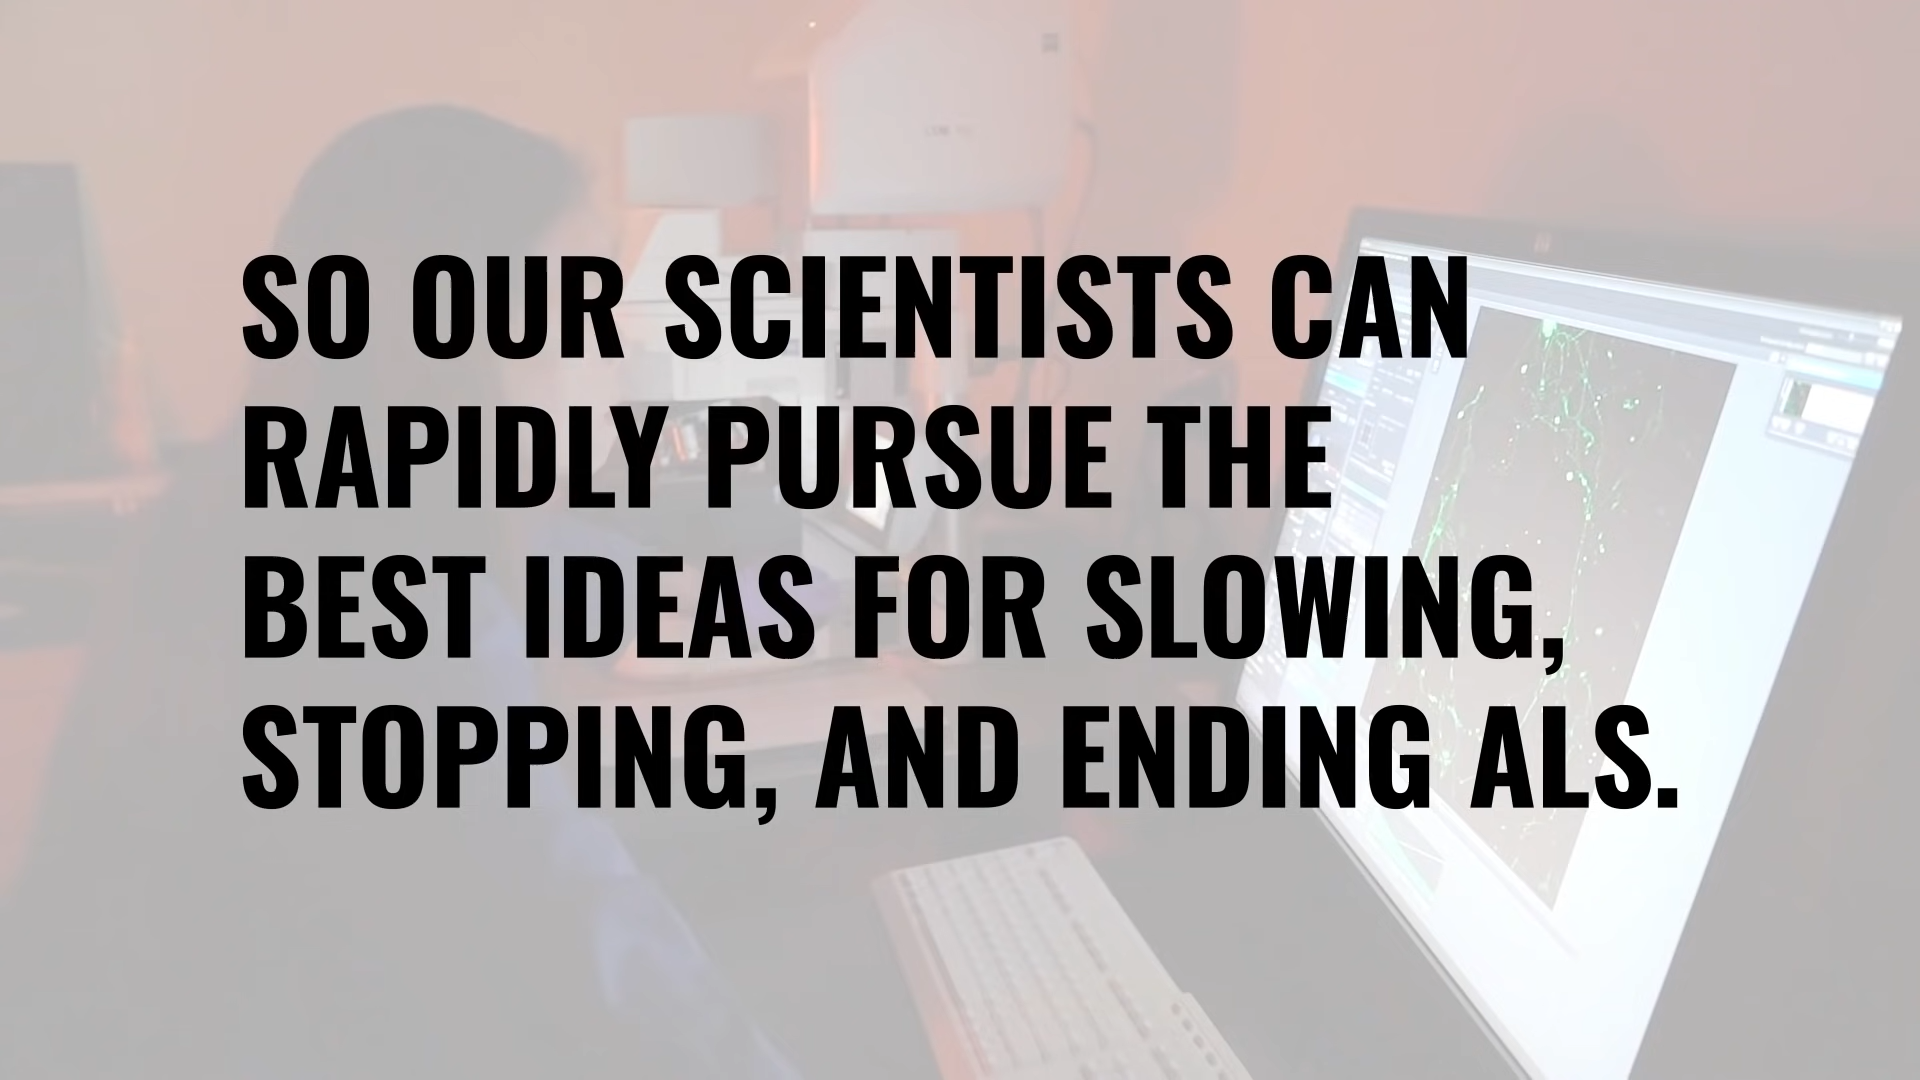 SO OUR SCIENTISTS CAN
RAPIDLY PURSUE THE
BEST IDEAS FOR SLOWING,
STOPPING, AND ENDING ALS.